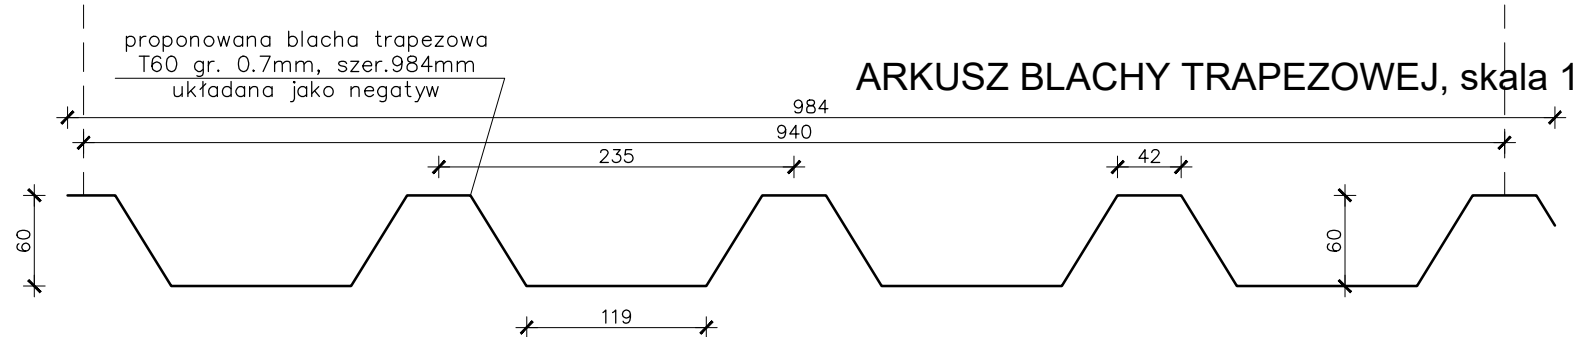 proponowana blacha trapezowa
T60 gr. 0.7mm, szer.984mm
układana jako negatyw
ARKUSZ BLACHY TRAPEZOWEJ, skala 1
984
940
235
42
60
60
119